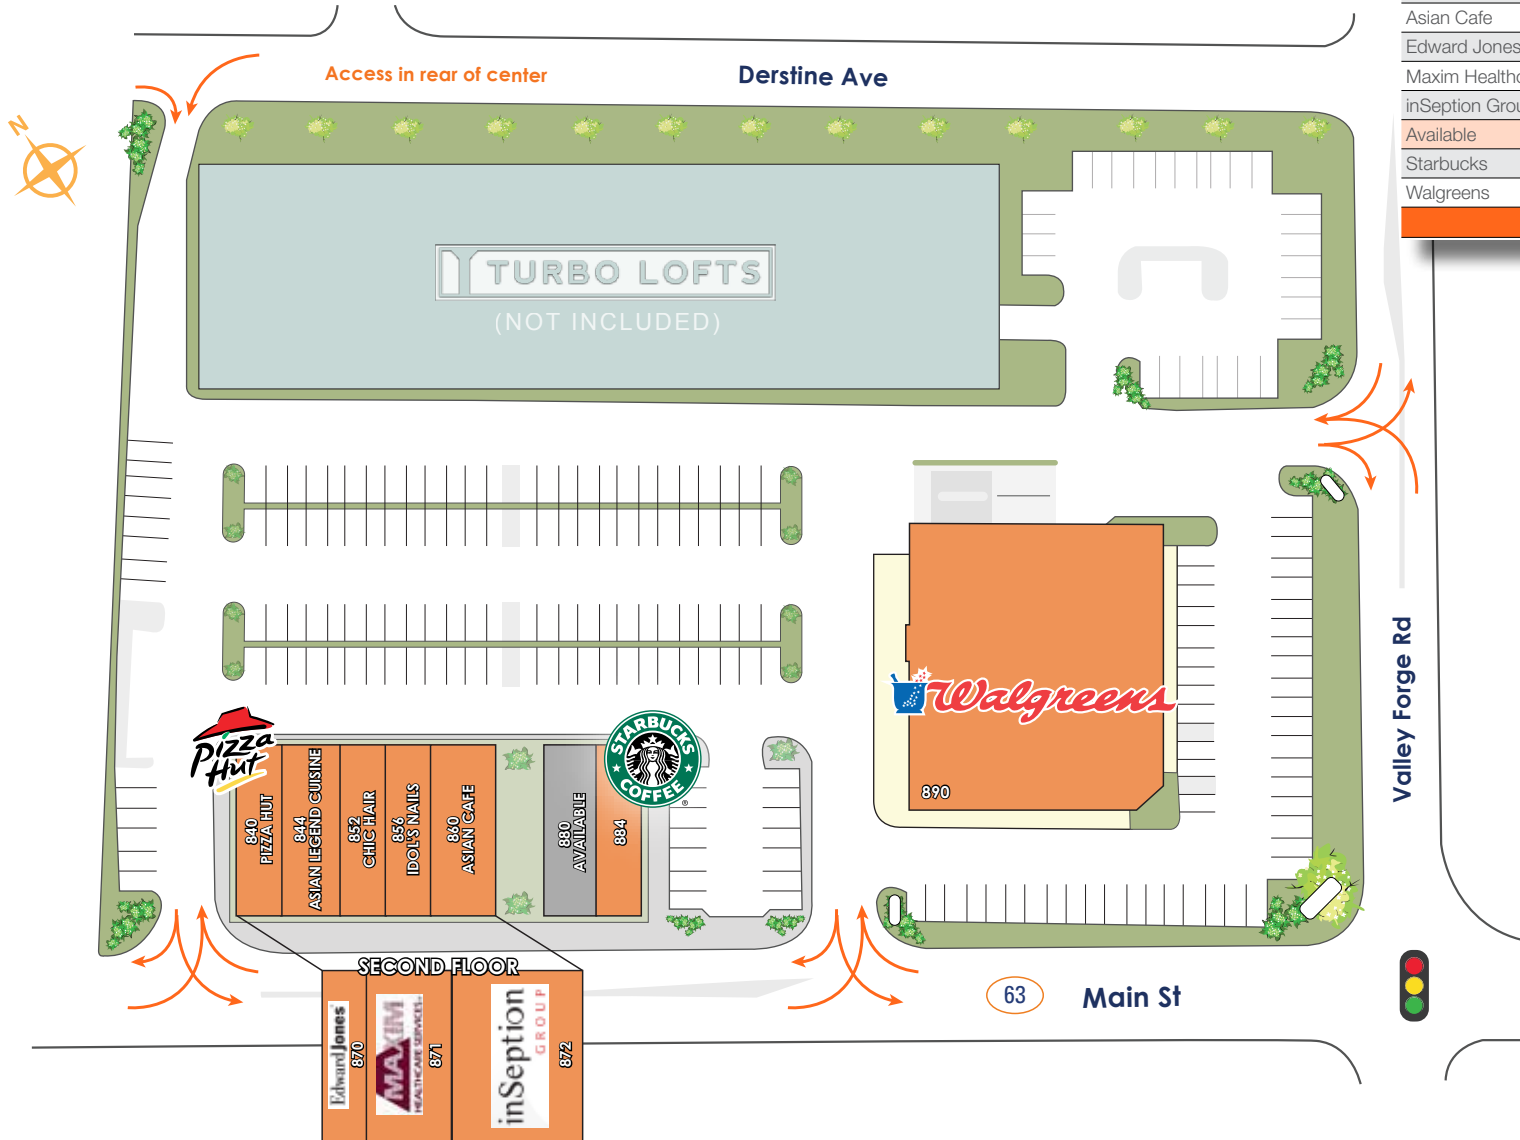 Asian Cafe
Edward Jones
Maxim Healthc
inSeption Grou
Available
Starbucks
Walgreens
Access in rear of center
Derstine Ave
N
TURBO LOFTS
(NOT INCLUDED)
Valley Forge Rd
Walgreens
890
Pizza
Hut
STARBUCKS
COFFEE
®
840
PIZZA HUT
844
ASIAN LEGEND CUISINE
852
CHIC HAIR
856
IDOL'S NAILS
860
ASIAN CAFE
880
AVAILABLE
884
SECOND FLOOR
Edward Jones
870
MAXIM
HEALTHCARE SERVICES
871
inSeption
GROUP
872
63
Main St